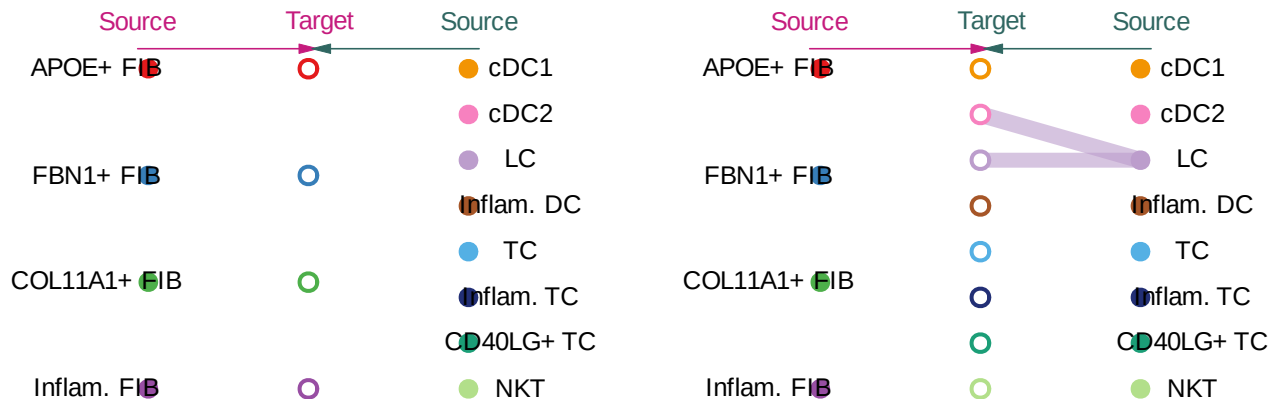 Source Target Source
APOE+ FIB cDC1
cDC2
FBN1+ FIB LC
Inflam. DC
TC
COL11A1+ FIB Inflam. TC
CD40LG+ TC
Inflam. FIB NKT
Source Target Source
APOE+ FIB cDC1
cDC2
FBN1+ FIB LC
Inflam. DC
TC
COL11A1+ FIB Inflam. TC
CD40LG+ TC
Inflam. FIB NKT